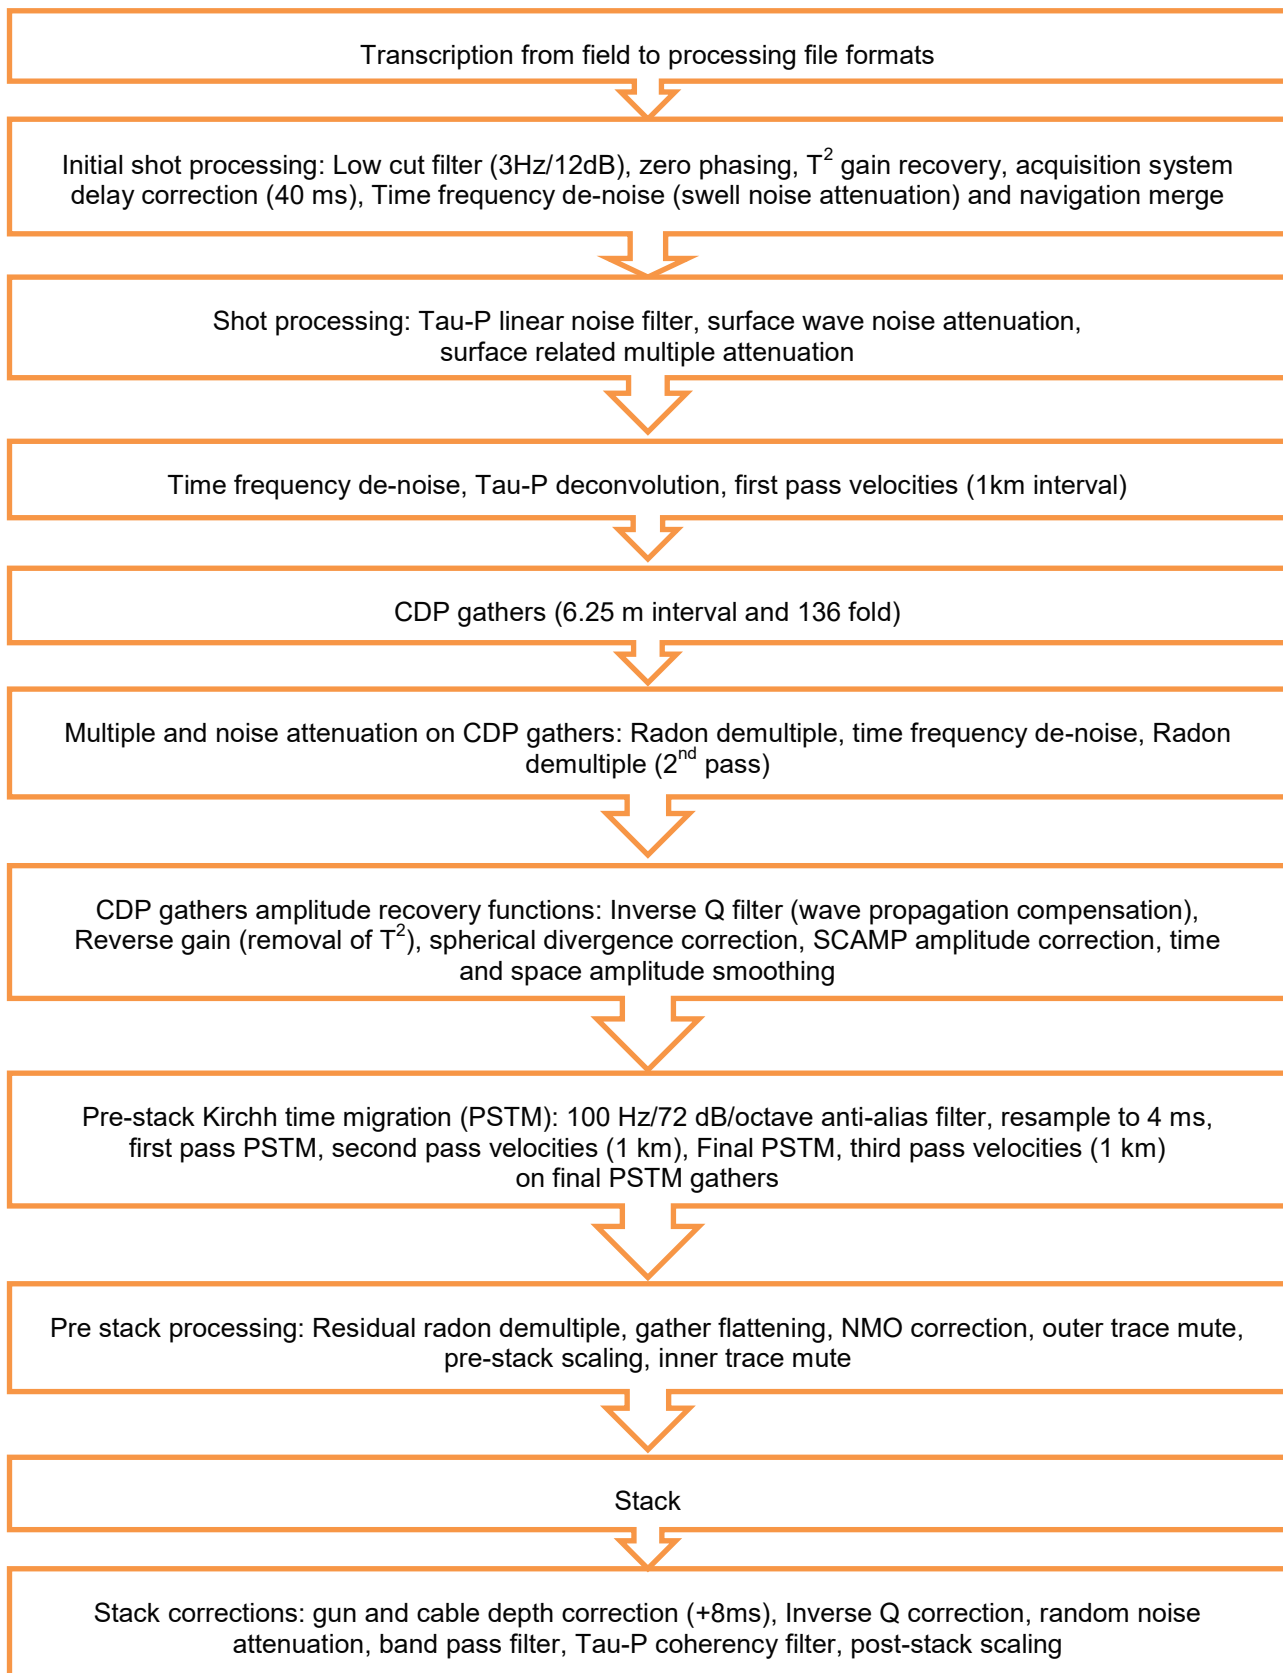 Transcription from field to processing file formats
Initial shot processing: Low cut filter (3Hz/12dB), zero phasing, T² gain recovery, acquisition system
delay correction (40 ms), Time frequency de-noise (swell noise attenuation) and navigation merge
Shot processing: Tau-P linear noise filter, surface wave noise attenuation,
surface related multiple attenuation
Time frequency de-noise, Tau-P deconvolution, first pass velocities (1km interval)
CDP gathers (6.25 m interval and 136 fold)
Multiple and noise attenuation on CDP gathers: Radon demultiple, time frequency de-noise, Radon
demultiple (2nd pass)
CDP gathers amplitude recovery functions: Inverse Q filter (wave propagation compensation),
Reverse gain (removal of T²), spherical divergence correction, SCAMP amplitude correction, time
and space amplitude smoothing
Pre-stack Kirchh time migration (PSTM): 100 Hz/72 dB/octave anti-alias filter, resample to 4 ms,
first pass PSTM, second pass velocities (1 km), Final PSTM, third pass velocities (1 km)
on final PSTM gathers
Pre stack processing: Residual radon demultiple, gather flattening, NMO correction, outer trace mute,
pre-stack scaling, inner trace mute
Stack
Stack corrections: gun and cable depth correction (+8ms), Inverse Q correction, random noise
attenuation, band pass filter, Tau-P coherency filter, post-stack scaling